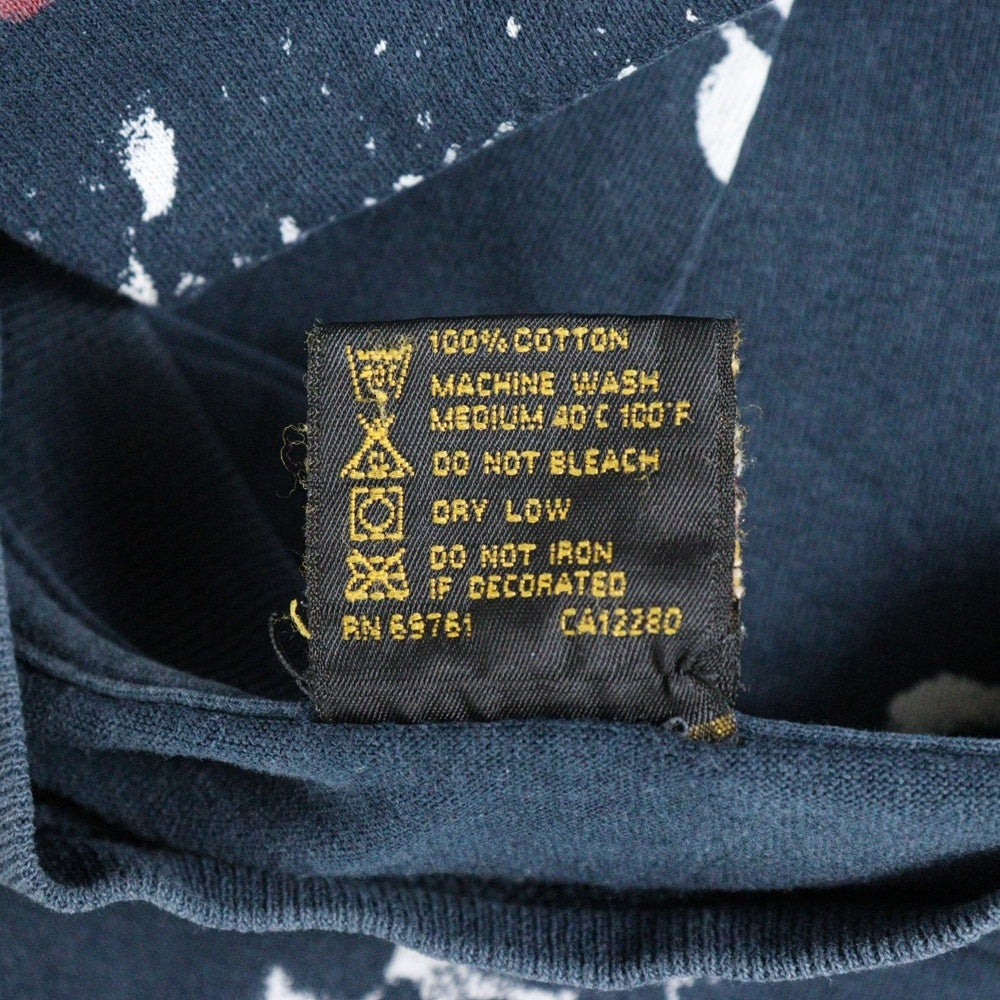 100% COTTON
MACHINE WASH
MEDIUM 40°C 100°F
DO NOT BLEACH
DRY LOW
DO NOT IRON
IF DECORATED
RN 69761 CA12280